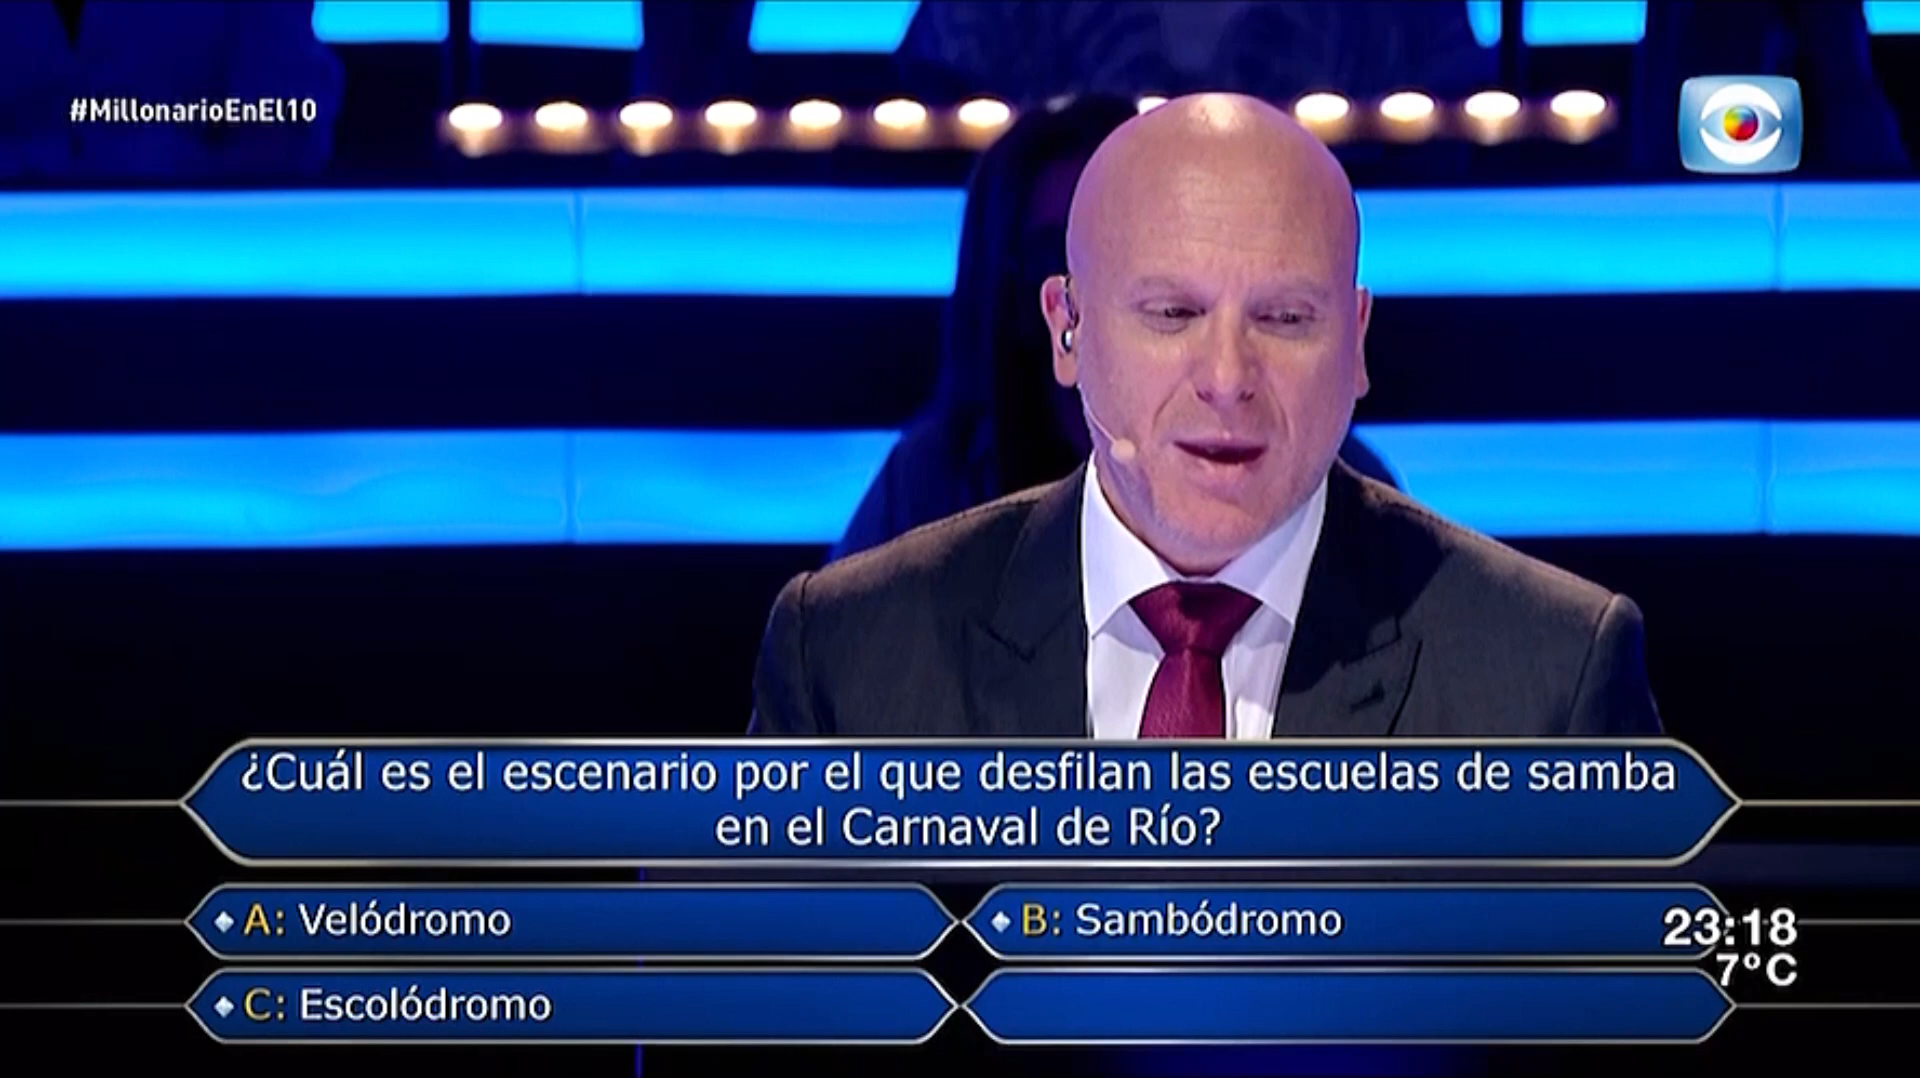 #MillonarioEnEl10
¿Cuál es el escenario por el que desfilan las escuelas de samba
en el Carnaval de Río?
A: Velódromo
B: Sambódromo
C: Escolódromo
23:18
7°C